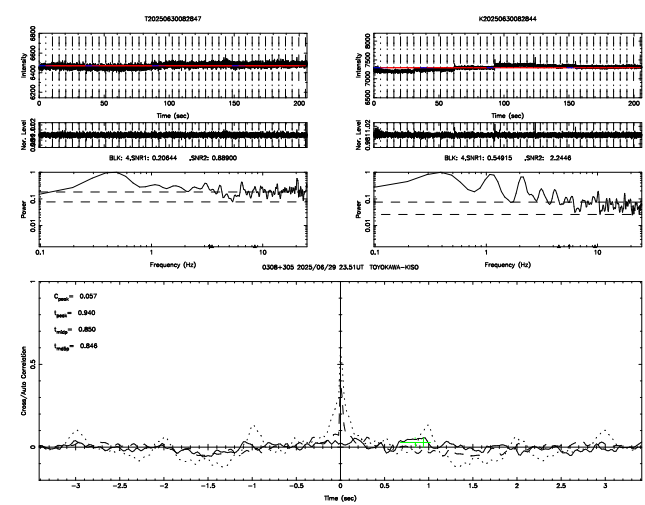 T20250630082847
K20250630082844
Intensity
6200 6400 6600 6800
0 50 100 150 200
Time (sec)
Intensity
6500 7000 7500 8000
0 50 100 150 200
Time (sec)
Nor. Level
Nor. Level
BLK: 4,SNR1: 0.20644 ,SNR2: 0.88900
BLK: 4,SNR1: 0.54915 ,SNR2: 2.2446
Power
0.01 0.1 1
0.1 1 10
Frequency (Hz)
Power
0.01 0.1 1
0.1 1 10
Frequency (Hz)
0308+305 2025/06/29 23.51UT TOYOKAWA-KISO
Cpeak= 0.057
tpeak= 0.940
tmidp= 0.850
0.846
Cross/Auto Correlation
0 0.5 1
-3 -2.5 -2 -1.5 -1 -0.5 0 0.5 1 1.5 2 2.5 3
Time (sec)